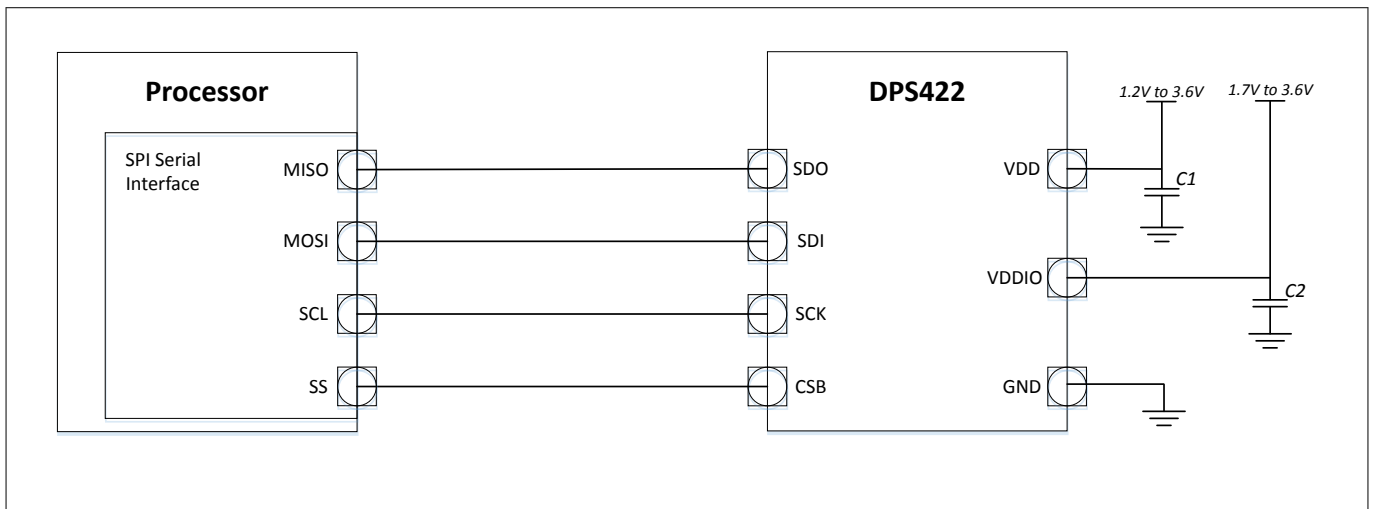 Processor
DPS422
1.2V to 3.6V
1.7V to 3.6V
SPI Serial
Interface
MISO
SDO
VDD
C1
MOSI
SDI
VDDIO
C2
SCL
SCK
SS
CSB
GND